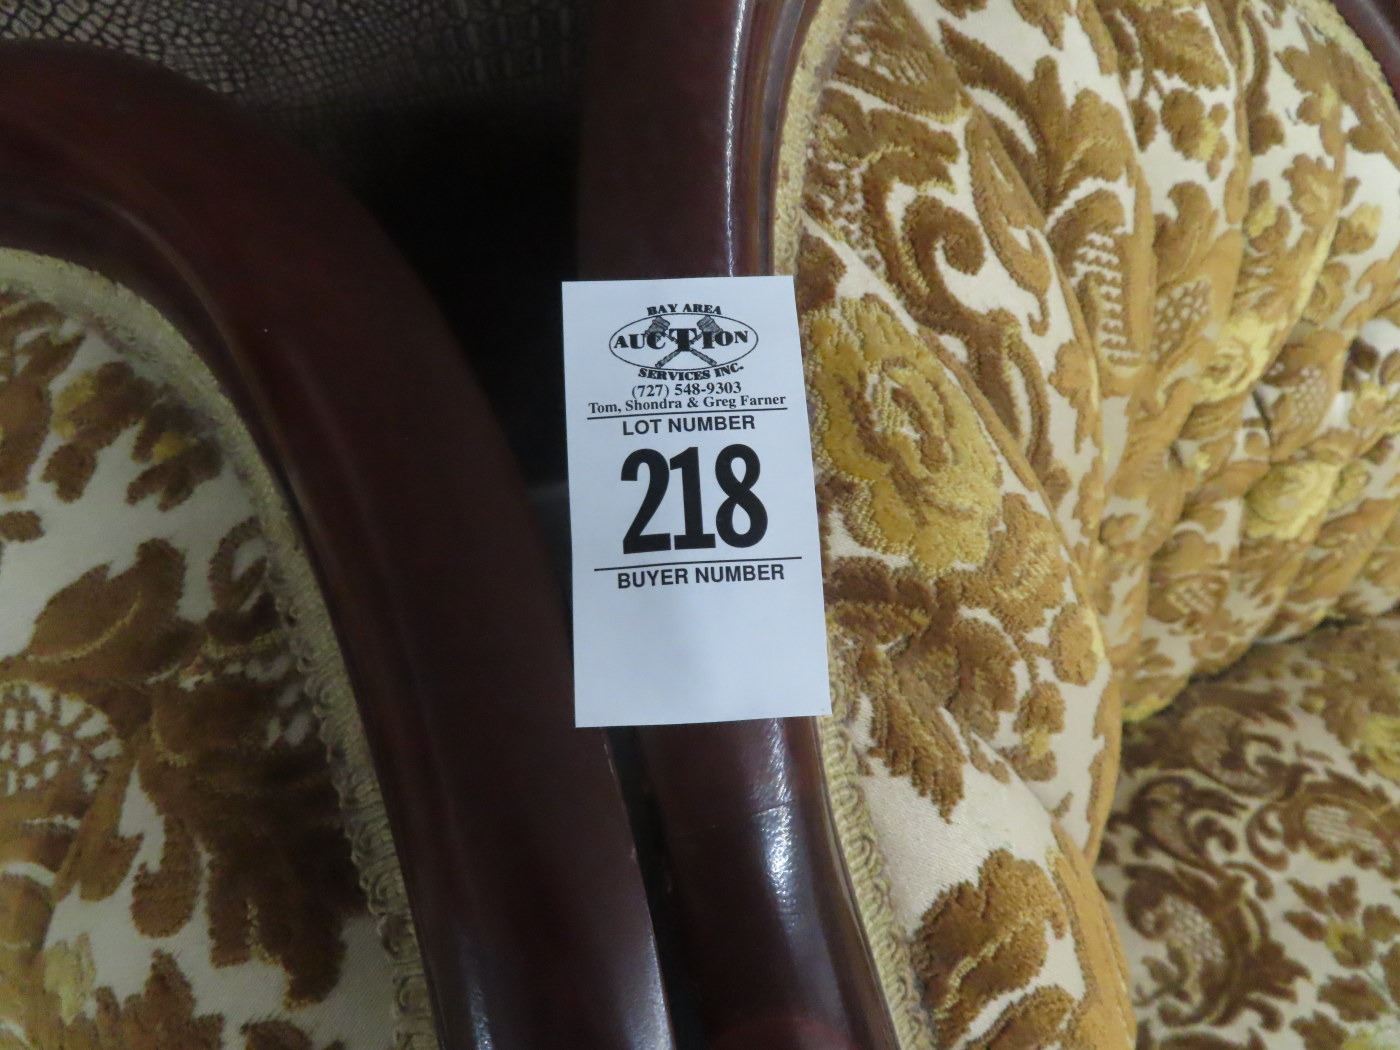 BAY AREA
AUCTION
SERVICES INC.
(727) 548-9303
Tom, Shondra & Greg Farner
LOT NUMBER
218
BUYER NUMBER